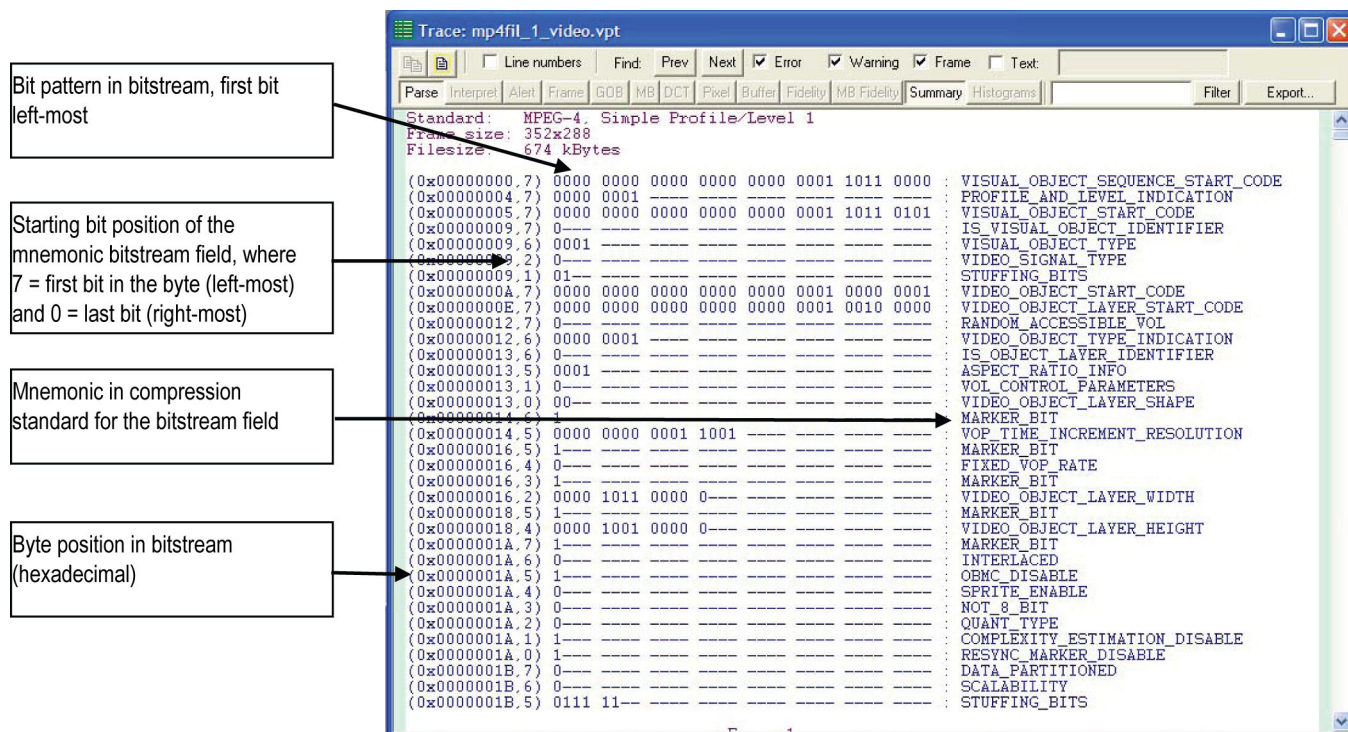 Trace: mp4fil_1_video.vpt
Line numbers Find: Prev Next Error Warning Frame Text:
Parse Interpret Alert Frame GOB MB DCT Pixel Buffer Fidelity MB Fidelity Summary Histograms Filter Export...
Bit pattern in bitstream, first bit
left-most
Starting bit position of the
mnemonic bitstream field, where
7 = first bit in the byte (left-most)
and 0 = last bit (right-most)
Mnemonic in compression
standard for the bitstream field
Byte position in bitstream
(hexadecimal)
Standard: MPEG-4, Simple Profile/Level 1
Frame size: 352x288
Filesize: 674 kBytes
(0x00000000,7) 0000 0000 0000 0000 0000 0001 1011 0000 : VISUAL_OBJECT_SEQUENCE_START_CODE
(0x00000004,7) 0000 0001 ---- ---- ---- ---- ---- ---- : PROFILE_AND_LEVEL_INDICATION
(0x00000005,7) 0000 0000 0000 0000 0000 0001 1011 0101 : VISUAL_OBJECT_START_CODE
(0x00000009,7) 0--- ---- ---- ---- ---- ---- ---- ---- : IS_VISUAL_OBJECT_IDENTIFIER
(0x00000009,6) 0001 ---- ---- ---- ---- ---- ---- ---- : VISUAL_OBJECT_TYPE
(0x00000009,2) 0--- ---- ---- ---- ---- ---- ---- ---- : VIDEO_SIGNAL_TYPE
(0x00000009,1) 01-- ---- ---- ---- ---- ---- ---- ---- : STUFFING_BITS
(0x0000000A,7) 0000 0000 0000 0000 0000 0001 0000 0001 : VIDEO_OBJECT_START_CODE
(0x0000000E,7) 0000 0000 0000 0000 0000 0001 0010 0000 : VIDEO_OBJECT_LAYER_START_CODE
(0x00000012,7) 0--- ---- ---- ---- ---- ---- ---- ---- : RANDOM_ACCESSIBLE_VOL
(0x00000012,6) 0000 0001 ---- ---- ---- ---- ---- ---- : VIDEO_OBJECT_TYPE_INDICATION
(0x00000013,6) 0--- ---- ---- ---- ---- ---- ---- ---- : IS_OBJECT_LAYER_IDENTIFIER
(0x00000013,5) 0001 ---- ---- ---- ---- ---- ---- ---- : ASPECT_RATIO_INFO
(0x00000013,1) 0--- ---- ---- ---- ---- ---- ---- ---- : VOL_CONTROL_PARAMETERS
(0x00000013,0) 00-- ---- ---- ---- ---- ---- ---- ---- : VIDEO_OBJECT_LAYER_SHAPE
(0x00000014,6) 1--- ---- ---- ---- ---- ---- ---- ---- : MARKER_BIT
(0x00000014,5) 0000 0000 0001 1001 ---- ---- ---- ---- : VOP_TIME_INCREMENT_RESOLUTION
(0x00000016,5) 1--- ---- ---- ---- ---- ---- ---- ---- : MARKER_BIT
(0x00000016,4) 0--- ---- ---- ---- ---- ---- ---- ---- : FIXED_VOP_RATE
(0x00000016,3) 1--- ---- ---- ---- ---- ---- ---- ---- : MARKER_BIT
(0x00000016,2) 0000 1011 0000 0--- ---- ---- ---- ---- : VIDEO_OBJECT_LAYER_WIDTH
(0x00000018,5) 1--- ---- ---- ---- ---- ---- ---- ---- : MARKER_BIT
(0x00000018,4) 0000 1001 0000 0--- ---- ---- ---- ---- : VIDEO_OBJECT_LAYER_HEIGHT
(0x0000001A,7) 1--- ---- ---- ---- ---- ---- ---- ---- : MARKER_BIT
(0x0000001A,6) 0--- ---- ---- ---- ---- ---- ---- ---- : INTERLACED
(0x0000001A,5) 1--- ---- ---- ---- ---- ---- ---- ---- : OBMC_DISABLE
(0x0000001A,4) 0--- ---- ---- ---- ---- ---- ---- ---- : SPRITE_ENABLE
(0x0000001A,3) 0--- ---- ---- ---- ---- ---- ---- ---- : NOT_8_BIT
(0x0000001A,2) 0--- ---- ---- ---- ---- ---- ---- ---- : QUANT_TYPE
(0x0000001A,1) 1--- ---- ---- ---- ---- ---- ---- ---- : COMPLEXITY_ESTIMATION_DISABLE
(0x0000001A,0) 1--- ---- ---- ---- ---- ---- ---- ---- : RESYNC_MARKER_DISABLE
(0x0000001B,7) 0--- ---- ---- ---- ---- ---- ---- ---- : DATA_PARTITIONED
(0x0000001B,6) 0--- ---- ---- ---- ---- ---- ---- ---- : SCALABILITY
(0x0000001B,5) 0111 11-- ---- ---- ---- ---- ---- ---- : STUFFING_BITS